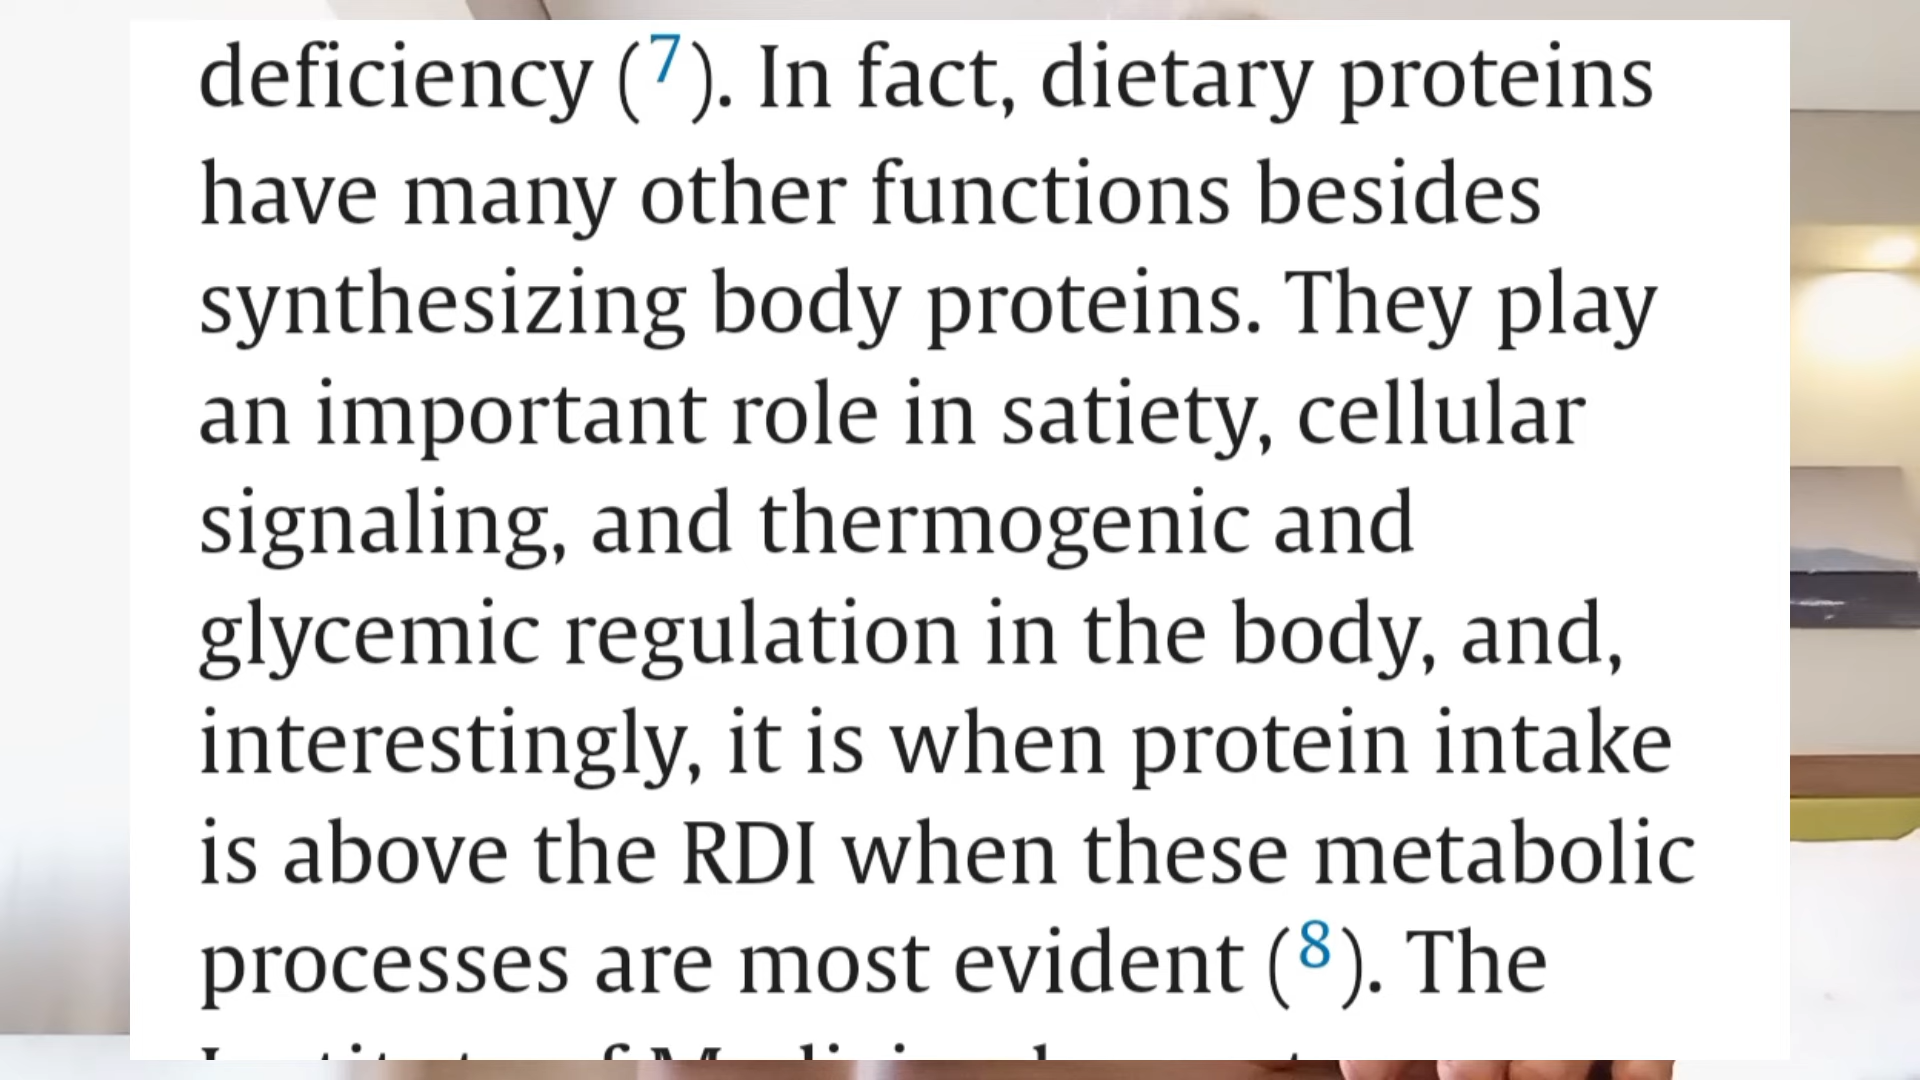 deficiency (7). In fact, dietary proteins
have many other functions besides
synthesizing body proteins. They play
an important role in satiety, cellular
signaling, and thermogenic and
glycemic regulation in the body, and,
interestingly, it is when protein intake
is above the RDI when these metabolic
processes are most evident (8). The